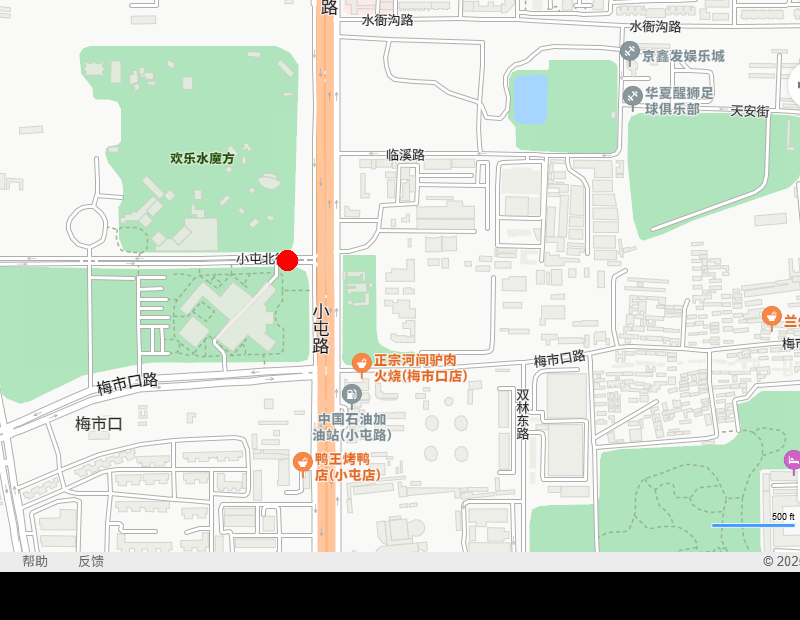 路
水衙沟路
水衙沟路
京鑫发娱乐城
华夏醒狮足
球俱乐部
天安街
临溪路
欢乐水魔方
小屯北
小屯路
兰
梅市
正宗河间驴肉
火烧(梅市口店)
梅市口路
梅市口路
双林东路
中国石油加
油站(小屯路)
梅市口
鸭王烤鸭
店(小屯店)
500 ft
帮助
反馈
© 202